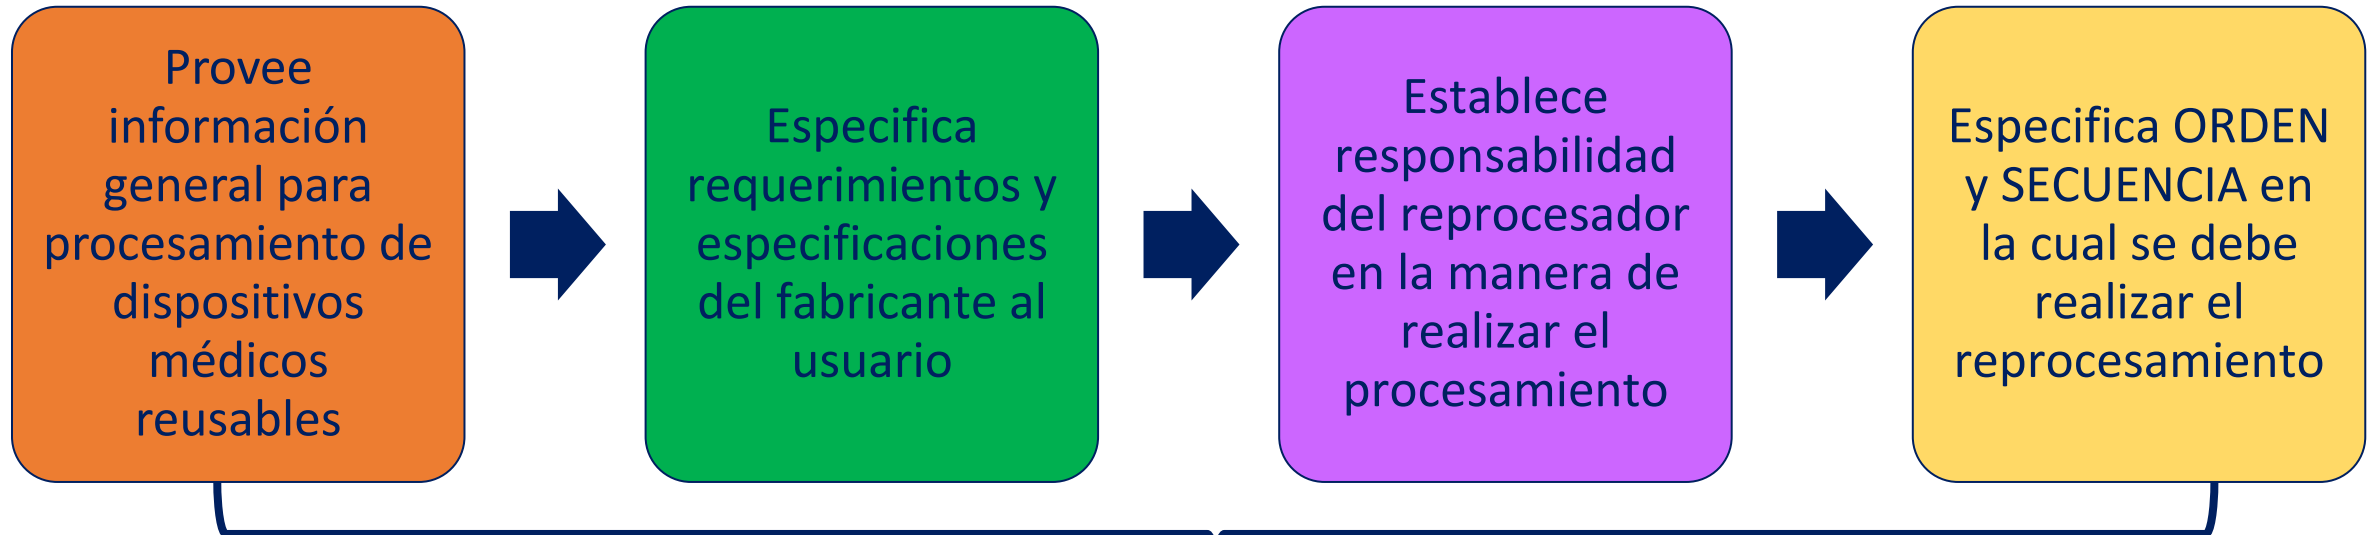 Provee
información
general para
procesamiento de
dispositivos
médicos
reusables
Especifica
requerimientos y
especificaciones
del fabricante al
usuario
Establece
responsabilidad
del reprocesador
en la manera de
realizar el
procesamiento
Especifica ORDEN
y SECUENCIA en
la cual se debe
realizar el
reprocesamiento